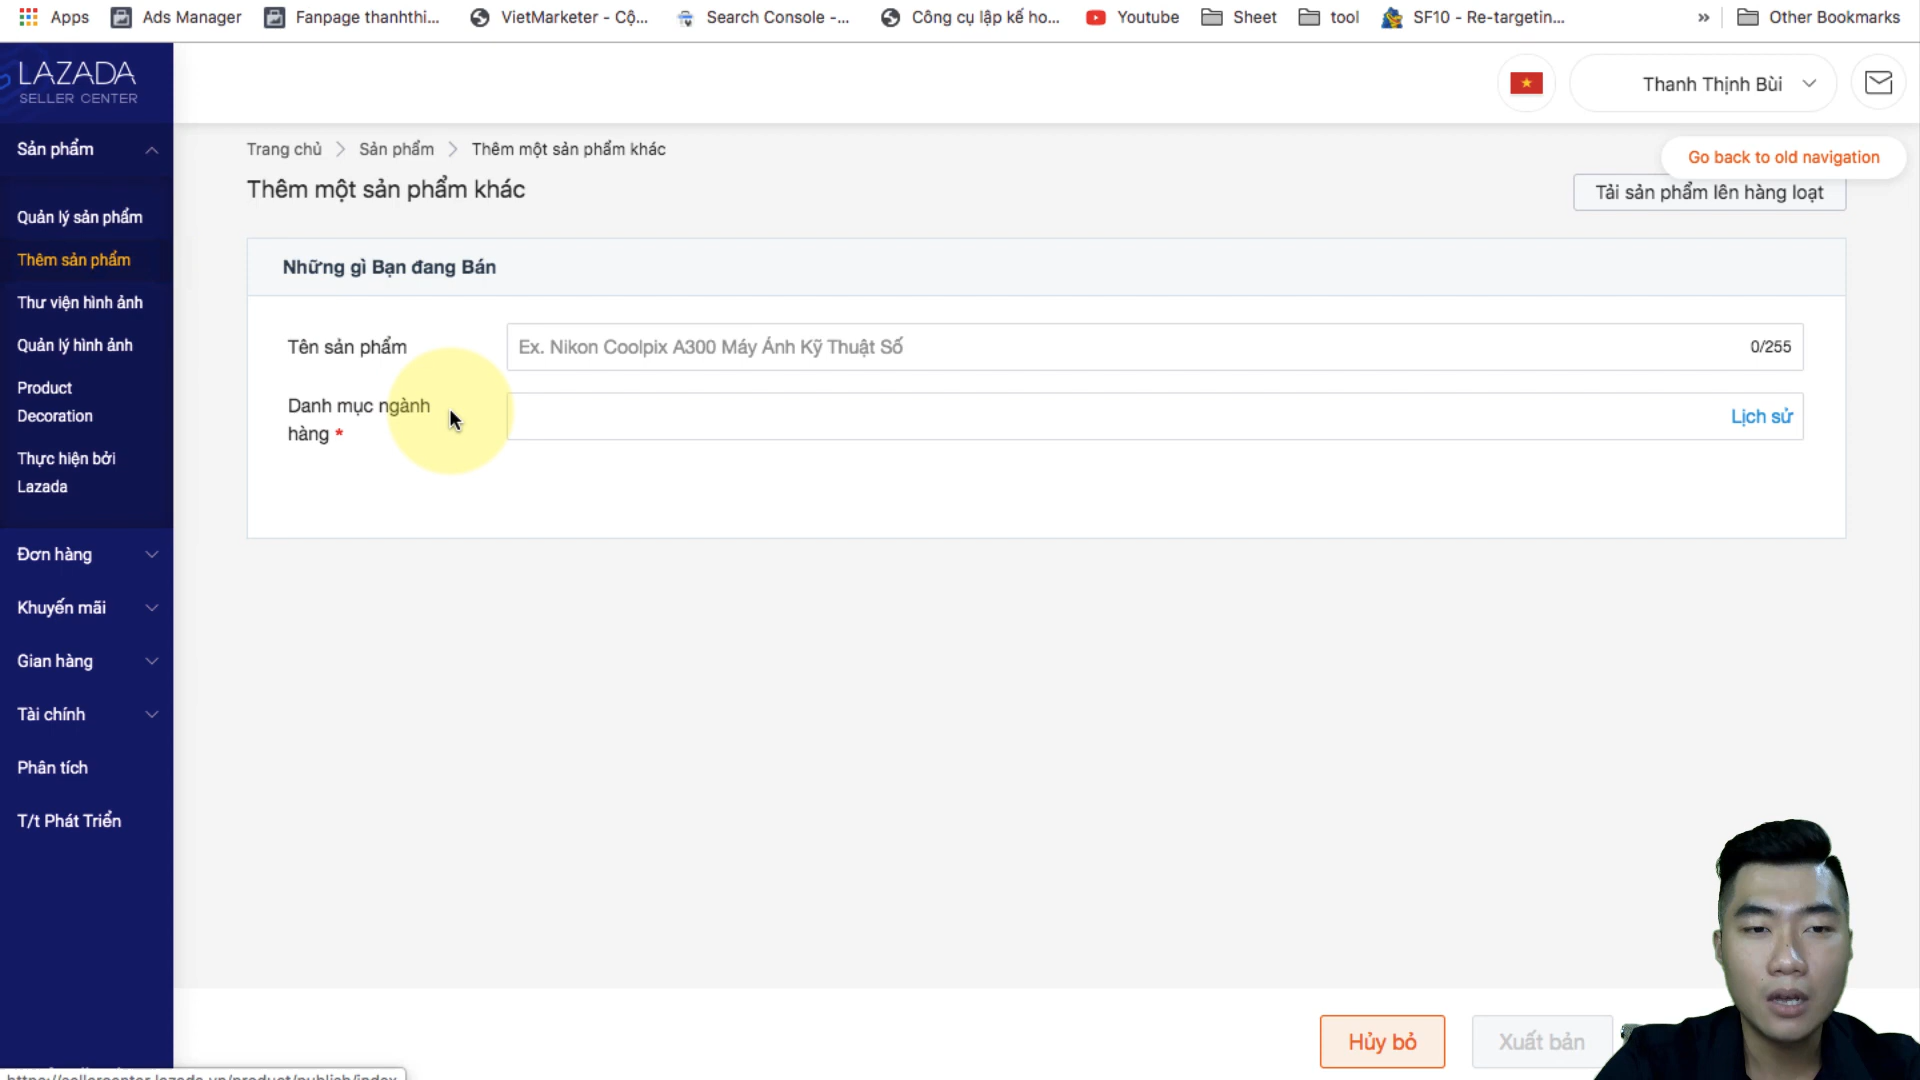 Apps Ads Manager Fanpage thanhthi... VietMarketer - Cộ... Search Console -... Công cụ lập kế ho... Youtube Sheet tool SF10 - Re-targetin... » Other Bookmarks
LAZADA
SELLER CENTER
Thanh Thịnh Bùi
Sản phẩm
Quản lý sản phẩm
Thêm sản phẩm
Thư viện hình ảnh
Quản lý hình ảnh
Product
Decoration
Thực hiện bởi
Lazada
Đơn hàng
Khuyến mãi
Gian hàng
Tài chính
Phân tích
T/t Phát Triển
Trang chủ > Sản phẩm > Thêm một sản phẩm khác
Go back to old navigation
Thêm một sản phẩm khác
Tải sản phẩm lên hàng loạt
Những gì Bạn đang Bán
Tên sản phẩm
Ex. Nikon Coolpix A300 Máy Ảnh Kỹ Thuật Số 0/255
Danh mục ngành
hàng *
Lịch sử
Hủy bỏ
Xuất bản
https://sellercenter.lazada.vn/product/publish/index